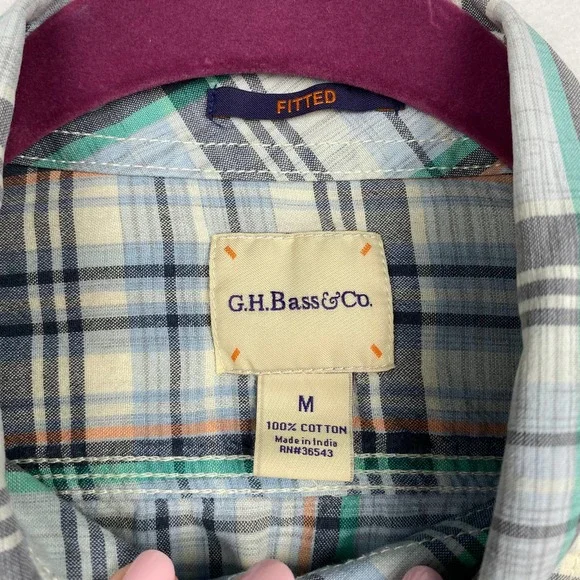 FITTED
G.H.Bass&Co.
M
100% COTTON
Made in India
RN#36543